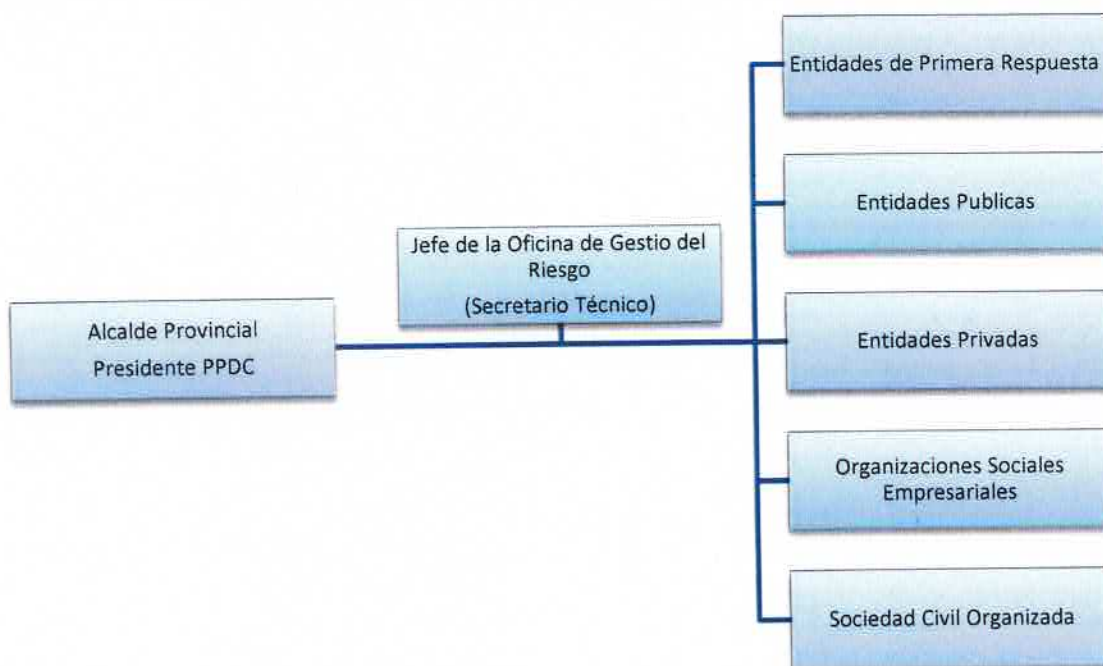 Entidades de Primera Respuesta
Entidades Publicas
Jefe de la Oficina de Gestio del
Riesgo
(Secretario Técnico)
Alcalde Provincial
Presidente PPDC
Entidades Privadas
Organizaciones Sociales
Empresariales
Sociedad Civil Organizada